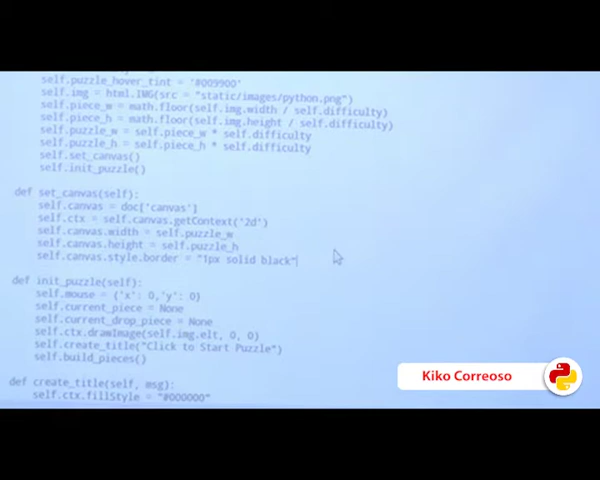 self.puzzle_hover_tint = '#009900'
self.img = html.IMG(src = "static/images/python.png")
self.piece_w = math.floor(self.img.width / self.difficulty)
self.piece_h = math.floor(self.img.height / self.difficulty)
self.puzzle_w = self.piece_w * self.difficulty
self.puzzle_h = self.piece_h * self.difficulty
self.set_canvas()
self.init_puzzle()
def set_canvas(self):
self.canvas = doc['canvas']
self.ctx = self.canvas.getContext('2d')
self.canvas.width = self.puzzle_w
self.canvas.height = self.puzzle_h
self.canvas.style.border = "1px solid black"
def init_puzzle(self):
self.mouse = {'x': 0,'y': 0}
self.current_piece = None
self.current_drop_piece = None
self.ctx.drawImage(self.img.elt, 0, 0)
self.create_title("Click to Start Puzzle")
self.build_pieces()
def create_title(self, msg):
self.ctx.fillStyle = "#000000"
Kiko Correoso